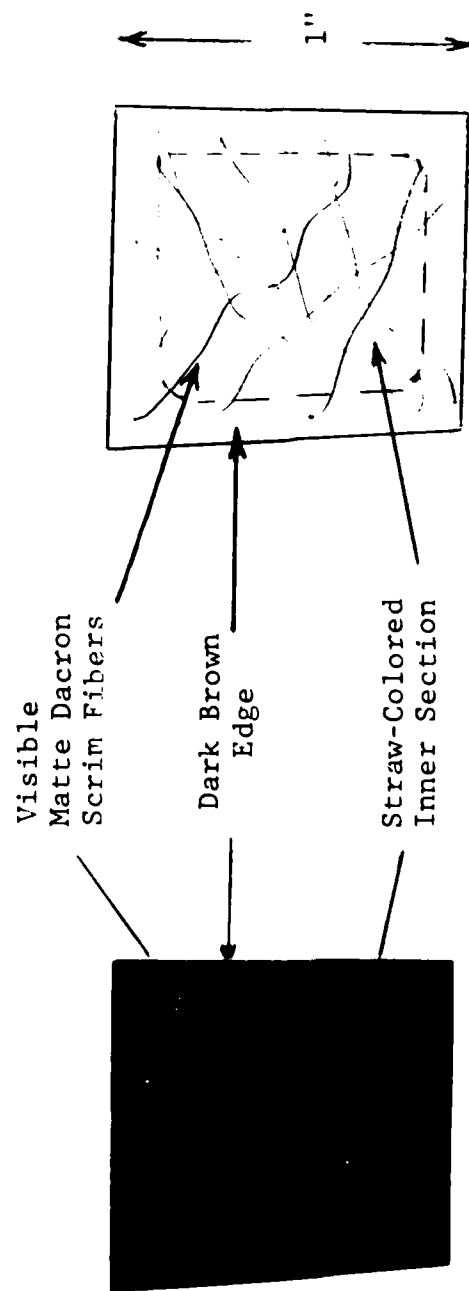 Visible
Matte Dacron
Scrim Fibers
Dark Brown
Edge
Straw-Colored
Inner Section
1"